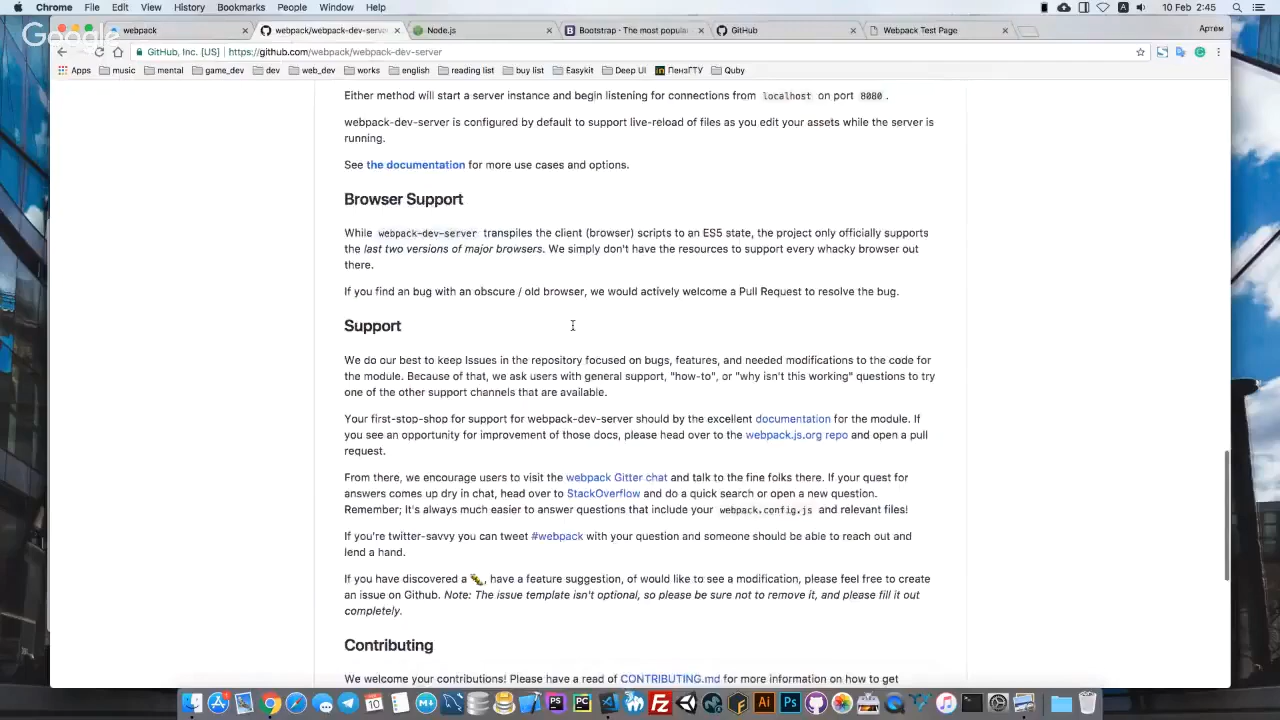 Chrome File Edit View History Bookmarks People Window Help 10 Feb 2:45
Google
webpack
webpack/webpack-dev-serv
Node.js
Bootstrap · The most popula
GitHub
Webpack Test Page
Артем
GitHub, Inc. [US] https://github.com/webpack/webpack-dev-server
Apps music mental game_dev dev web_dev works english reading list buy list Easykit Deep UI ПензГТУ Quby
Either method will start a server instance and begin listening for connections from localhost on port 8080 .
webpack-dev-server is configured by default to support live-reload of files as you edit your assets while the server is
running.
See the documentation for more use cases and options.
Browser Support
While webpack-dev-server transpiles the client (browser) scripts to an ES5 state, the project only officially supports
the last two versions of major browsers. We simply don't have the resources to support every whacky browser out
there.
If you find an bug with an obscure / old browser, we would actively welcome a Pull Request to resolve the bug.
Support
We do our best to keep Issues in the repository focused on bugs, features, and needed modifications to the code for
the module. Because of that, we ask users with general support, "how-to", or "why isn't this working" questions to try
one of the other support channels that are available.
Your first-stop-shop for support for webpack-dev-server should by the excellent documentation for the module. If
you see an opportunity for improvement of those docs, please head over to the webpack.js.org repo and open a pull
request.
From there, we encourage users to visit the webpack Gitter chat and talk to the fine folks there. If your quest for
answers comes up dry in chat, head over to StackOverflow and do a quick search or open a new question.
Remember; It's always much easier to answer questions that include your webpack.config.js and relevant files!
If you're twitter-savvy you can tweet #webpack with your question and someone should be able to reach out and
lend a hand.
If you have discovered a 🐛, have a feature suggestion, of would like to see a modification, please feel free to create
an issue on Github. Note: The issue template isn't optional, so please be sure not to remove it, and please fill it out
completely.
Contributing
We welcome your contributions! Please have a read of CONTRIBUTING.md for more information on how to get